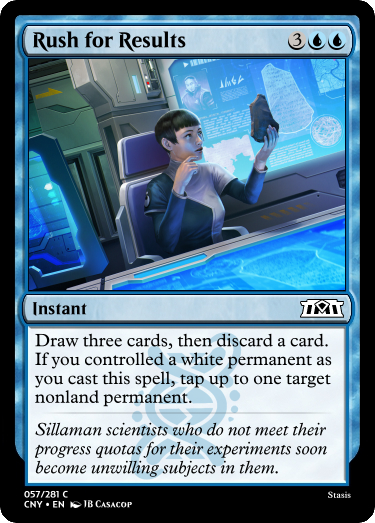 Rush for Results 3
Instant
Draw three cards, then discard a card.
If you controlled a white permanent as
you cast this spell, tap up to one target
nonland permanent.
Sillaman scientists who do not meet their
progress quotas for their experiments soon
become unwilling subjects in them.
057/281 C Stasis
CNY • EN JB Casacop